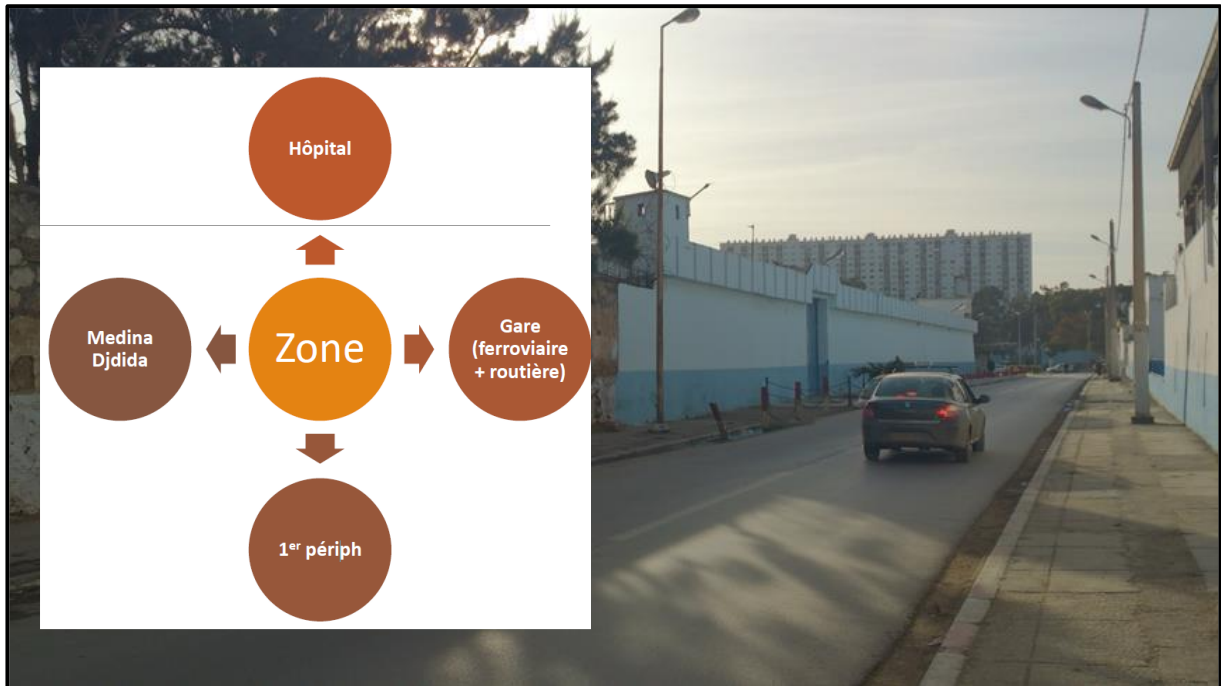 Hôpital
Medina
Djdida
Zone
Gare
(ferroviaire
+ routière)
1er périph